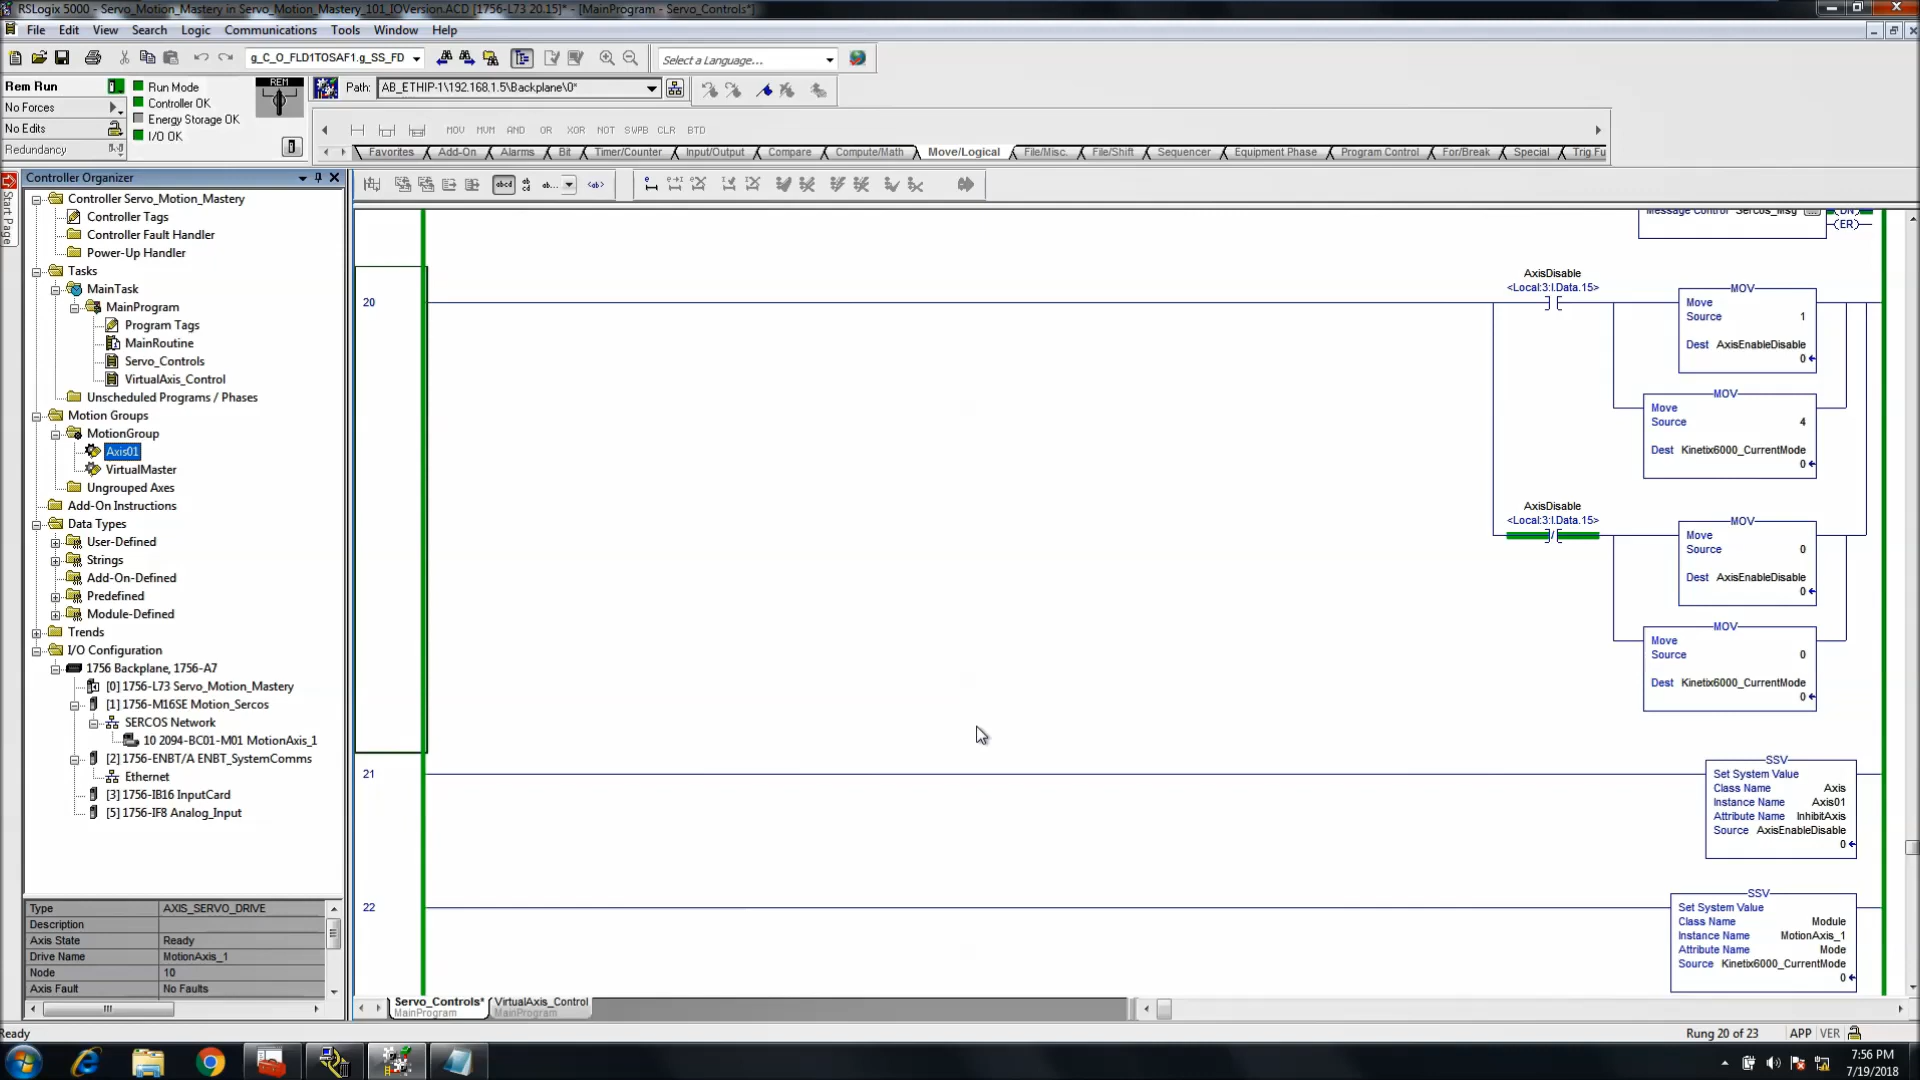 RSLogix 5000 - Servo_Motion_Mastery in Servo_Motion_Mastery_101_IOVersion.ACD [1756-L73 20.15]* - [MainProgram - Servo_Controls*]
File Edit View Search Logic Communications Tools Window Help
g_C_O_FLD1TOSAF1.g_SS_FD
Select a Language...
Rem Run
No Forces
No Edits
Redundancy
Run Mode
Controller OK
Energy Storage OK
I/O OK
REM
Path: AB_ETHIP-1\192.168.1.5\Backplane\0*
MOV MVM AND OR XOR NOT SWPB CLR BTD
Favorites Add-On Alarms Bit Timer/Counter Input/Output Compare Compute/Math Move/Logical File/Misc. File/Shift Sequencer Equipment Phase Program Control For/Break Special Trig Fu
Start Page
Controller Organizer
Controller Servo_Motion_Mastery
Controller Tags
Controller Fault Handler
Power-Up Handler
Tasks
MainTask
MainProgram
Program Tags
MainRoutine
Servo_Controls
VirtualAxis_Control
Unscheduled Programs / Phases
Motion Groups
MotionGroup
Axis01
VirtualMaster
Ungrouped Axes
Add-On Instructions
Data Types
User-Defined
Strings
Add-On-Defined
Predefined
Module-Defined
Trends
I/O Configuration
1756 Backplane, 1756-A7
[0] 1756-L73 Servo_Motion_Mastery
[1] 1756-M16SE Motion_Sercos
SERCOS Network
10 2094-BC01-M01 MotionAxis_1
[2] 1756-ENBT/A ENBT_SystemComms
Ethernet
[3] 1756-IB16 InputCard
[5] 1756-IF8 Analog_Input
Type AXIS_SERVO_DRIVE
Description
Axis State Ready
Drive Name MotionAxis_1
Node 10
Axis Fault No Faults
abcd
ab cd
ab...
<ab>
Message Control Sercos_Msg ... (DN)
(ER)
20
AxisDisable
<Local:3:I.Data.15>
MOV
Move
Source 1
Dest AxisEnableDisable
0
MOV
Move
Source 4
Dest Kinetix6000_CurrentMode
0
AxisDisable
<Local:3:I.Data.15>
MOV
Move
Source 0
Dest AxisEnableDisable
0
MOV
Move
Source 0
Dest Kinetix6000_CurrentMode
0
21
SSV
Set System Value
Class Name Axis
Instance Name Axis01
Attribute Name InhibitAxis
Source AxisEnableDisable
0
22
SSV
Set System Value
Class Name Module
Instance Name MotionAxis_1
Attribute Name Mode
Source Kinetix6000_CurrentMode
0
Servo_Controls*
MainProgram
VirtualAxis_Control
MainProgram
Ready
Rung 20 of 23
APP VER
7:56 PM
7/19/2018